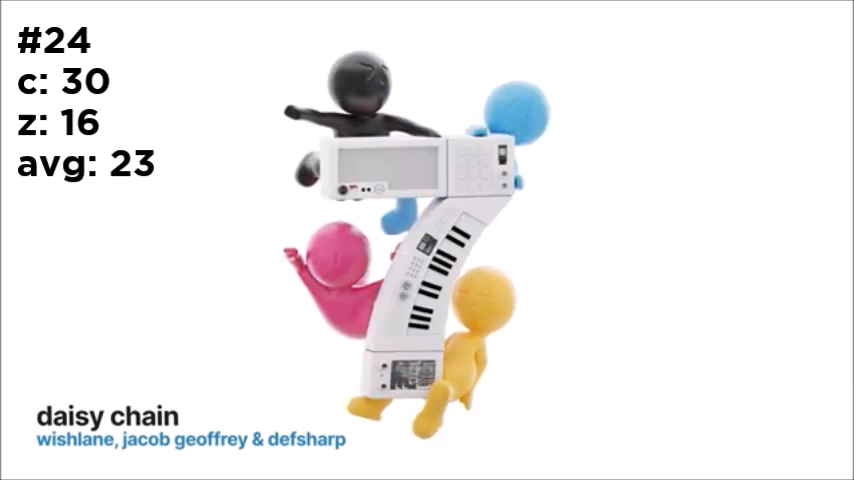 #24
c: 30
z: 16
avg: 23
daisy chain
wishlane, jacob geoffrey & defsharp